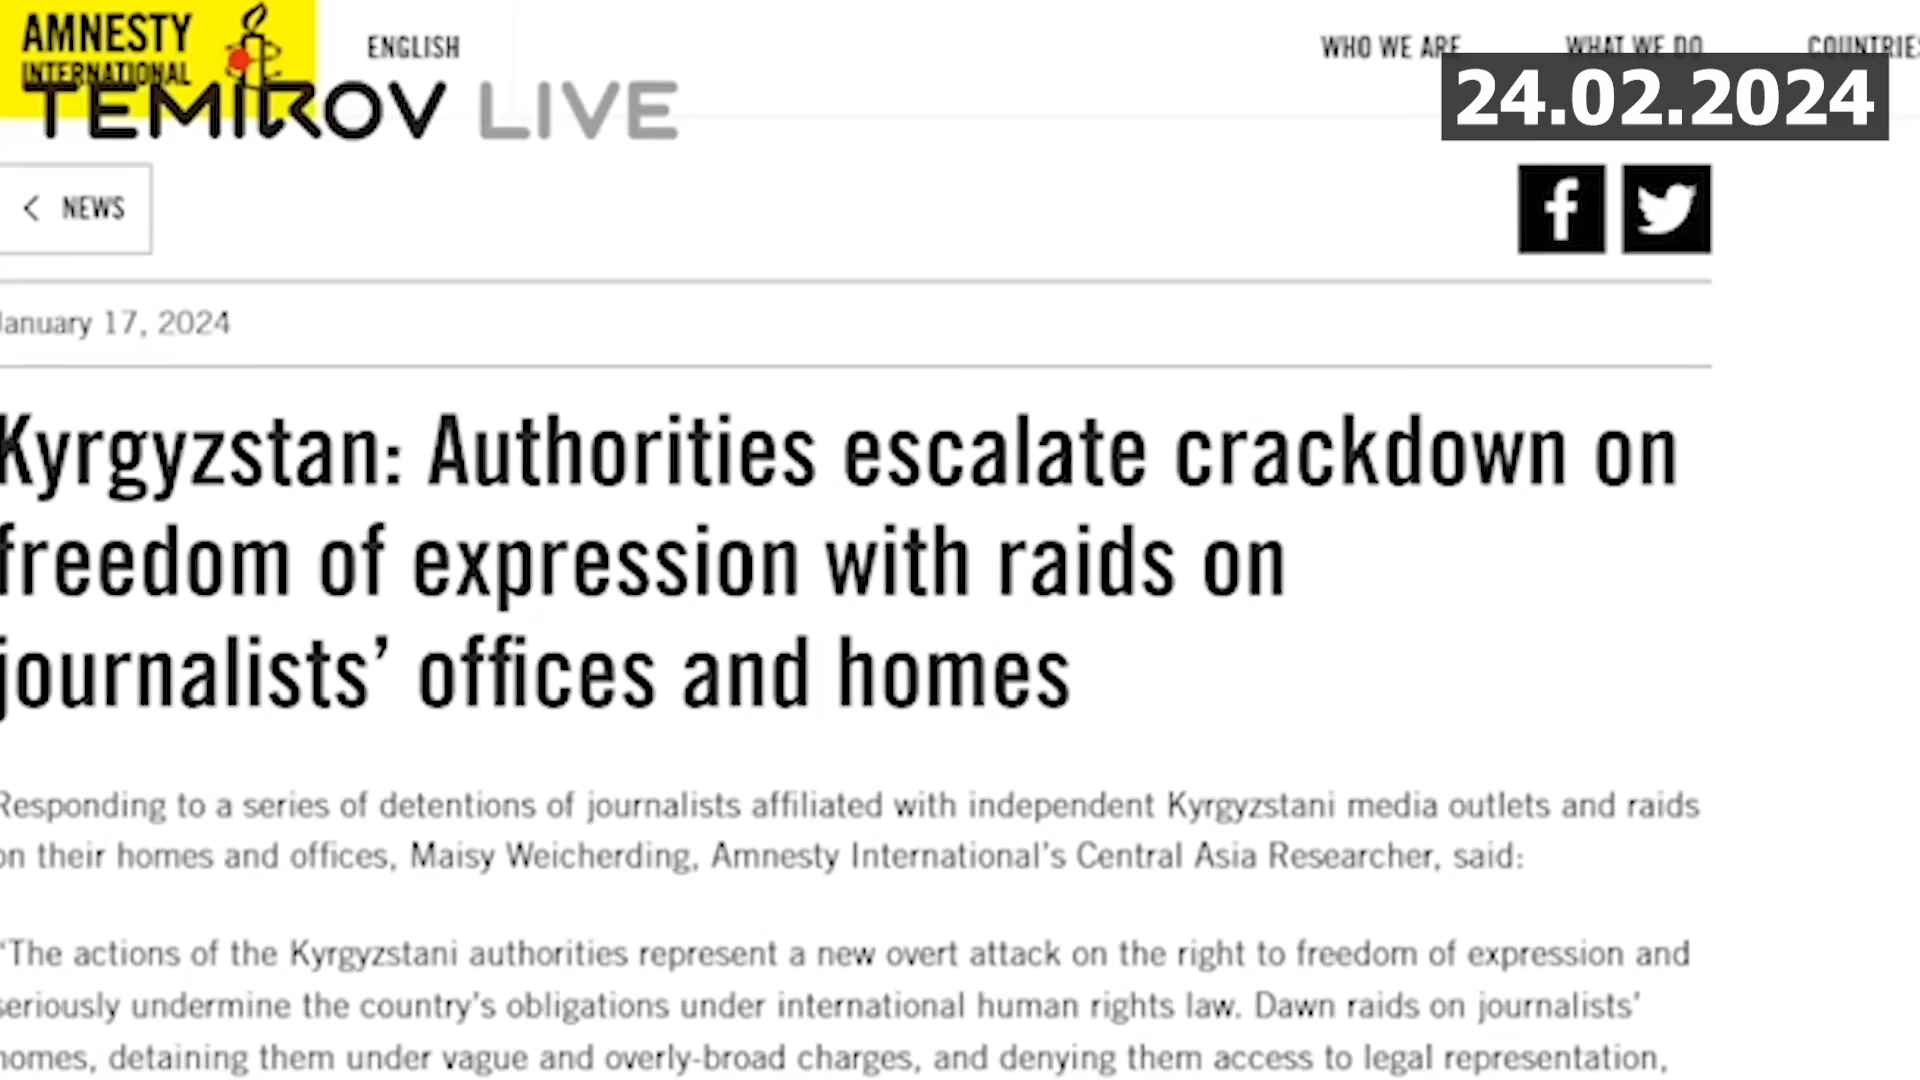 AMNESTY
INTERNATIONAL
ENGLISH
WHO WE ARE
WHAT WE DO
COUNTRIES
TEMIROV LIVE
24.02.2024
NEWS
January 17, 2024
Kyrgyzstan: Authorities escalate crackdown on
freedom of expression with raids on
journalists’ offices and homes
Responding to a series of detentions of journalists affiliated with independent Kyrgyzstani media outlets and raids
on their homes and offices, Maisy Weicherding, Amnesty International’s Central Asia Researcher, said:
“The actions of the Kyrgyzstani authorities represent a new overt attack on the right to freedom of expression and
seriously undermine the country’s obligations under international human rights law. Dawn raids on journalists’
homes, detaining them under vague and overly-broad charges, and denying them access to legal representation,